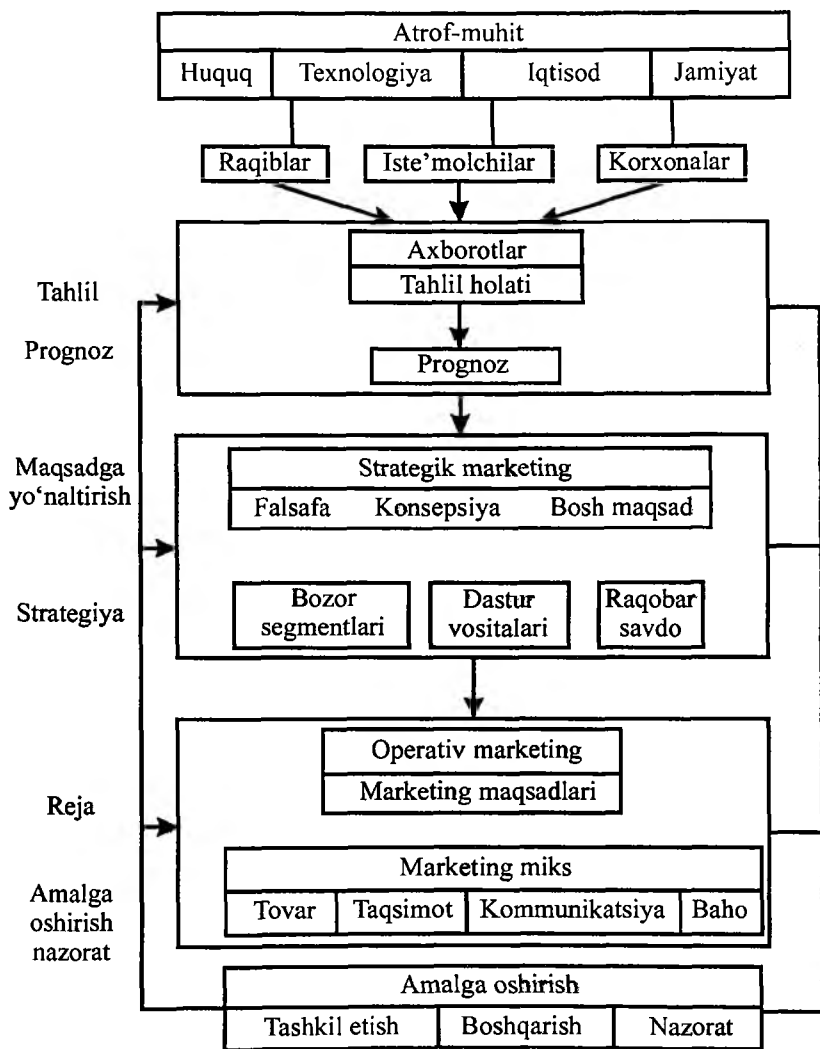 Atrof-muhit
Huquq Texnologiya Iqtisod Jamiyat
Raqiblar Iste’molchilar Korxonalar
Axborotlar
Tahlil holati
Tahlil
Prognoz
Prognoz
Maqsadga
yo‘naltirish
Strategik marketing
Falsafa Konsepsiya Bosh maqsad
Strategiya
Bozor
segmentlari
Dastur
vositalari
Raqobar
savdo
Operativ marketing
Marketing maqsadlari
Reja
Marketing miks
Tovar Taqsimot Kommunikatsiya Baho
Amalga
oshirish
nazorat
Amalga oshirish
Tashkil etish Boshqarish Nazorat